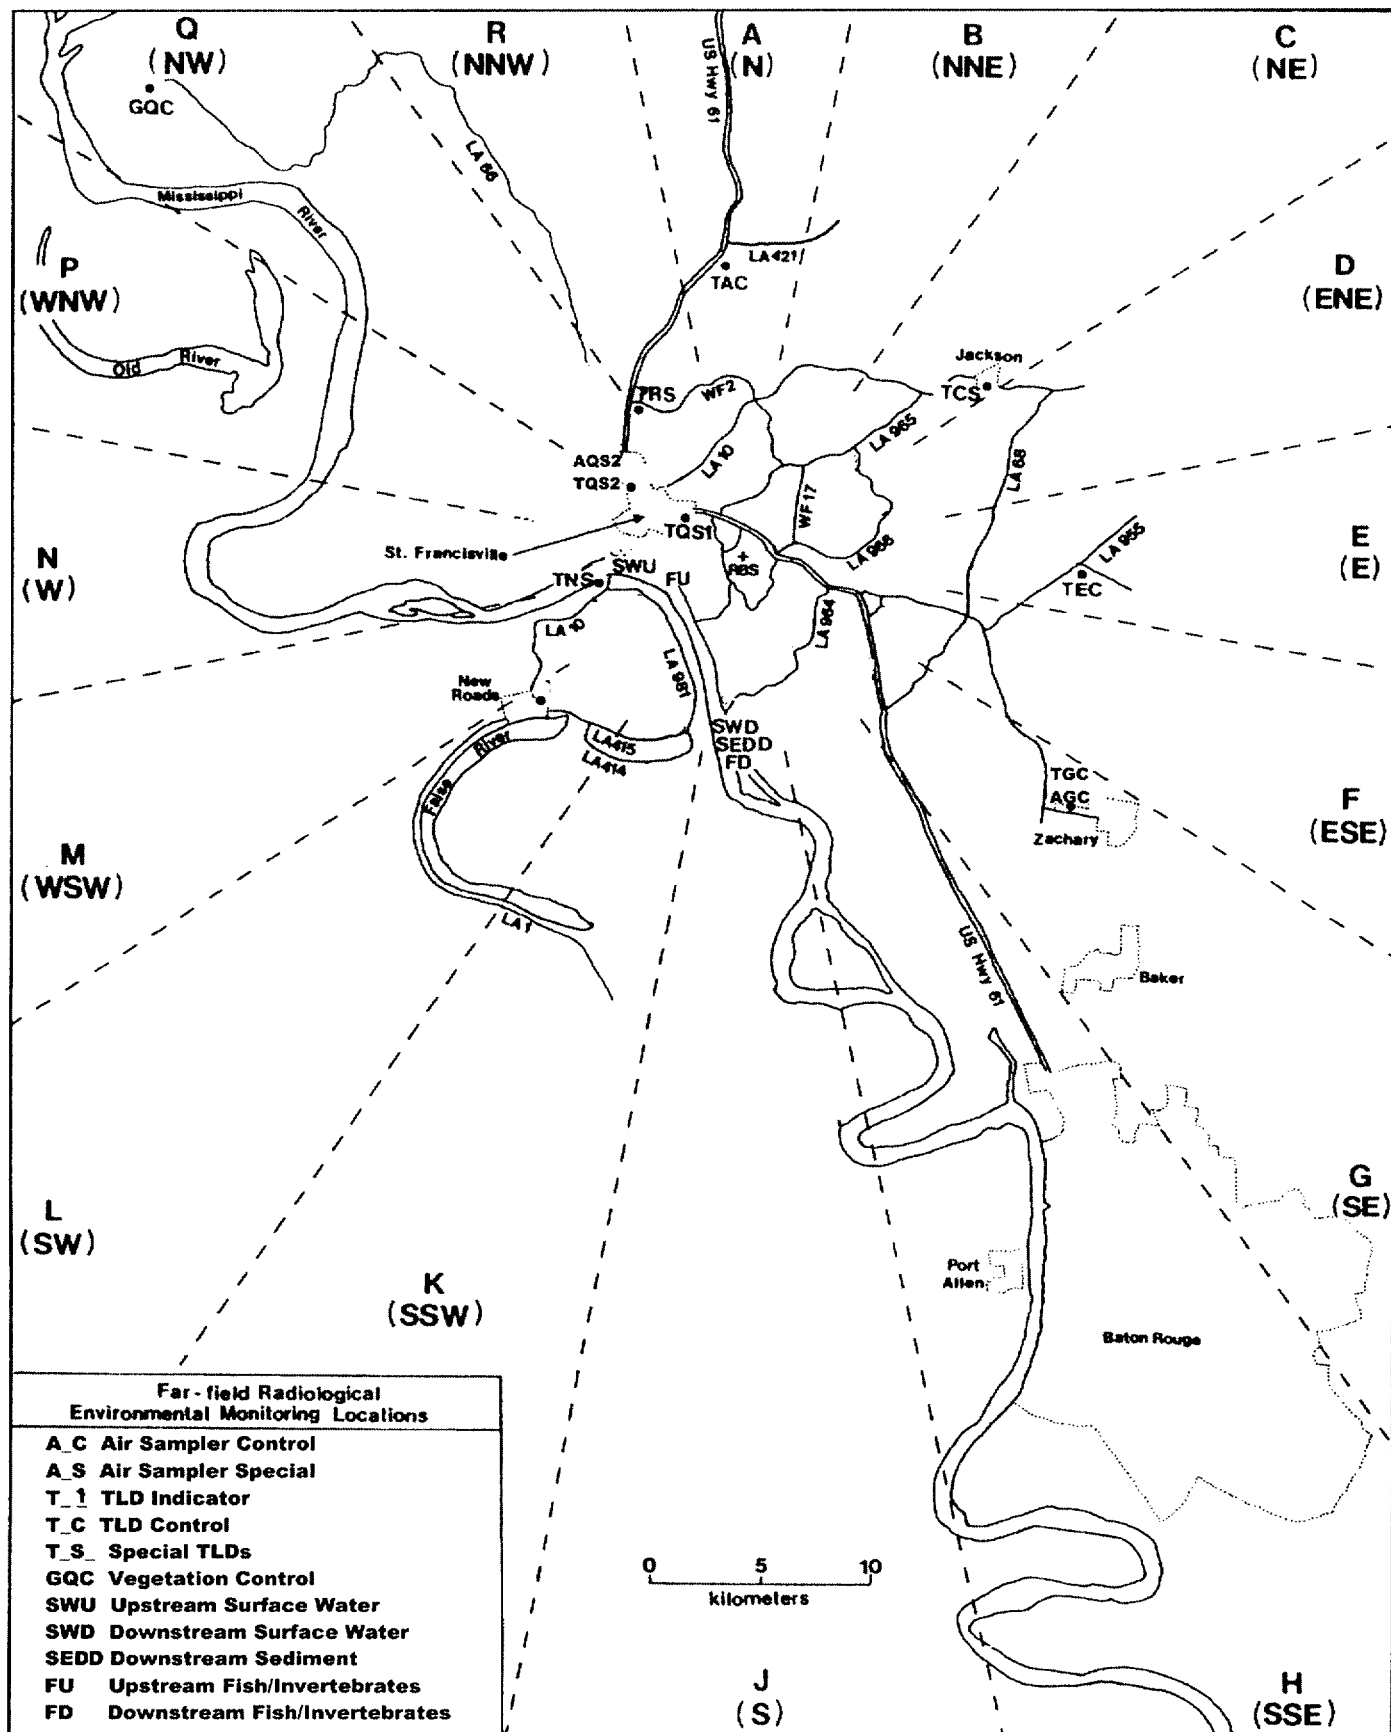 Q
(NW)
R
(NNW)
A
(N)
B
(NNE)
C
(NE)
GQC
US Hwy 61
LA 66
Mississippi
River
P
(WNW)
LA 421
TAC
D
(ENE)
Old
River
Jackson
TCS
TRS
WF2
LA 965
AQS2
LA 10
TQS2
LA 68
WF 17
TQS1
St. Francisville
LA 966
LA 955
E
(E)
N
(W)
SWU
RBS
TNS
FU
TEC
LA 964
LA 10
LA 981
New
Roads
SWD
SEDD
FD
LA415
LA414
River
False
TGC
AGC
Zachary
F
(ESE)
M
(WSW)
LA 1
US Hwy 61
Baker
G
(SE)
L
(SW)
Port
Allen
K
(SSW)
Baton Rouge
Far-field Radiological
Environmental Monitoring Locations
A_C Air Sampler Control
A_S Air Sampler Special
T_1 TLD Indicator
T_C TLD Control
T_S_ Special TLDs
GQC Vegetation Control
SWU Upstream Surface Water
SWD Downstream Surface Water
SEDD Downstream Sediment
FU Upstream Fish/Invertebrates
FD Downstream Fish/Invertebrates
0 5 10
kilometers
J
(S)
H
(SSE)